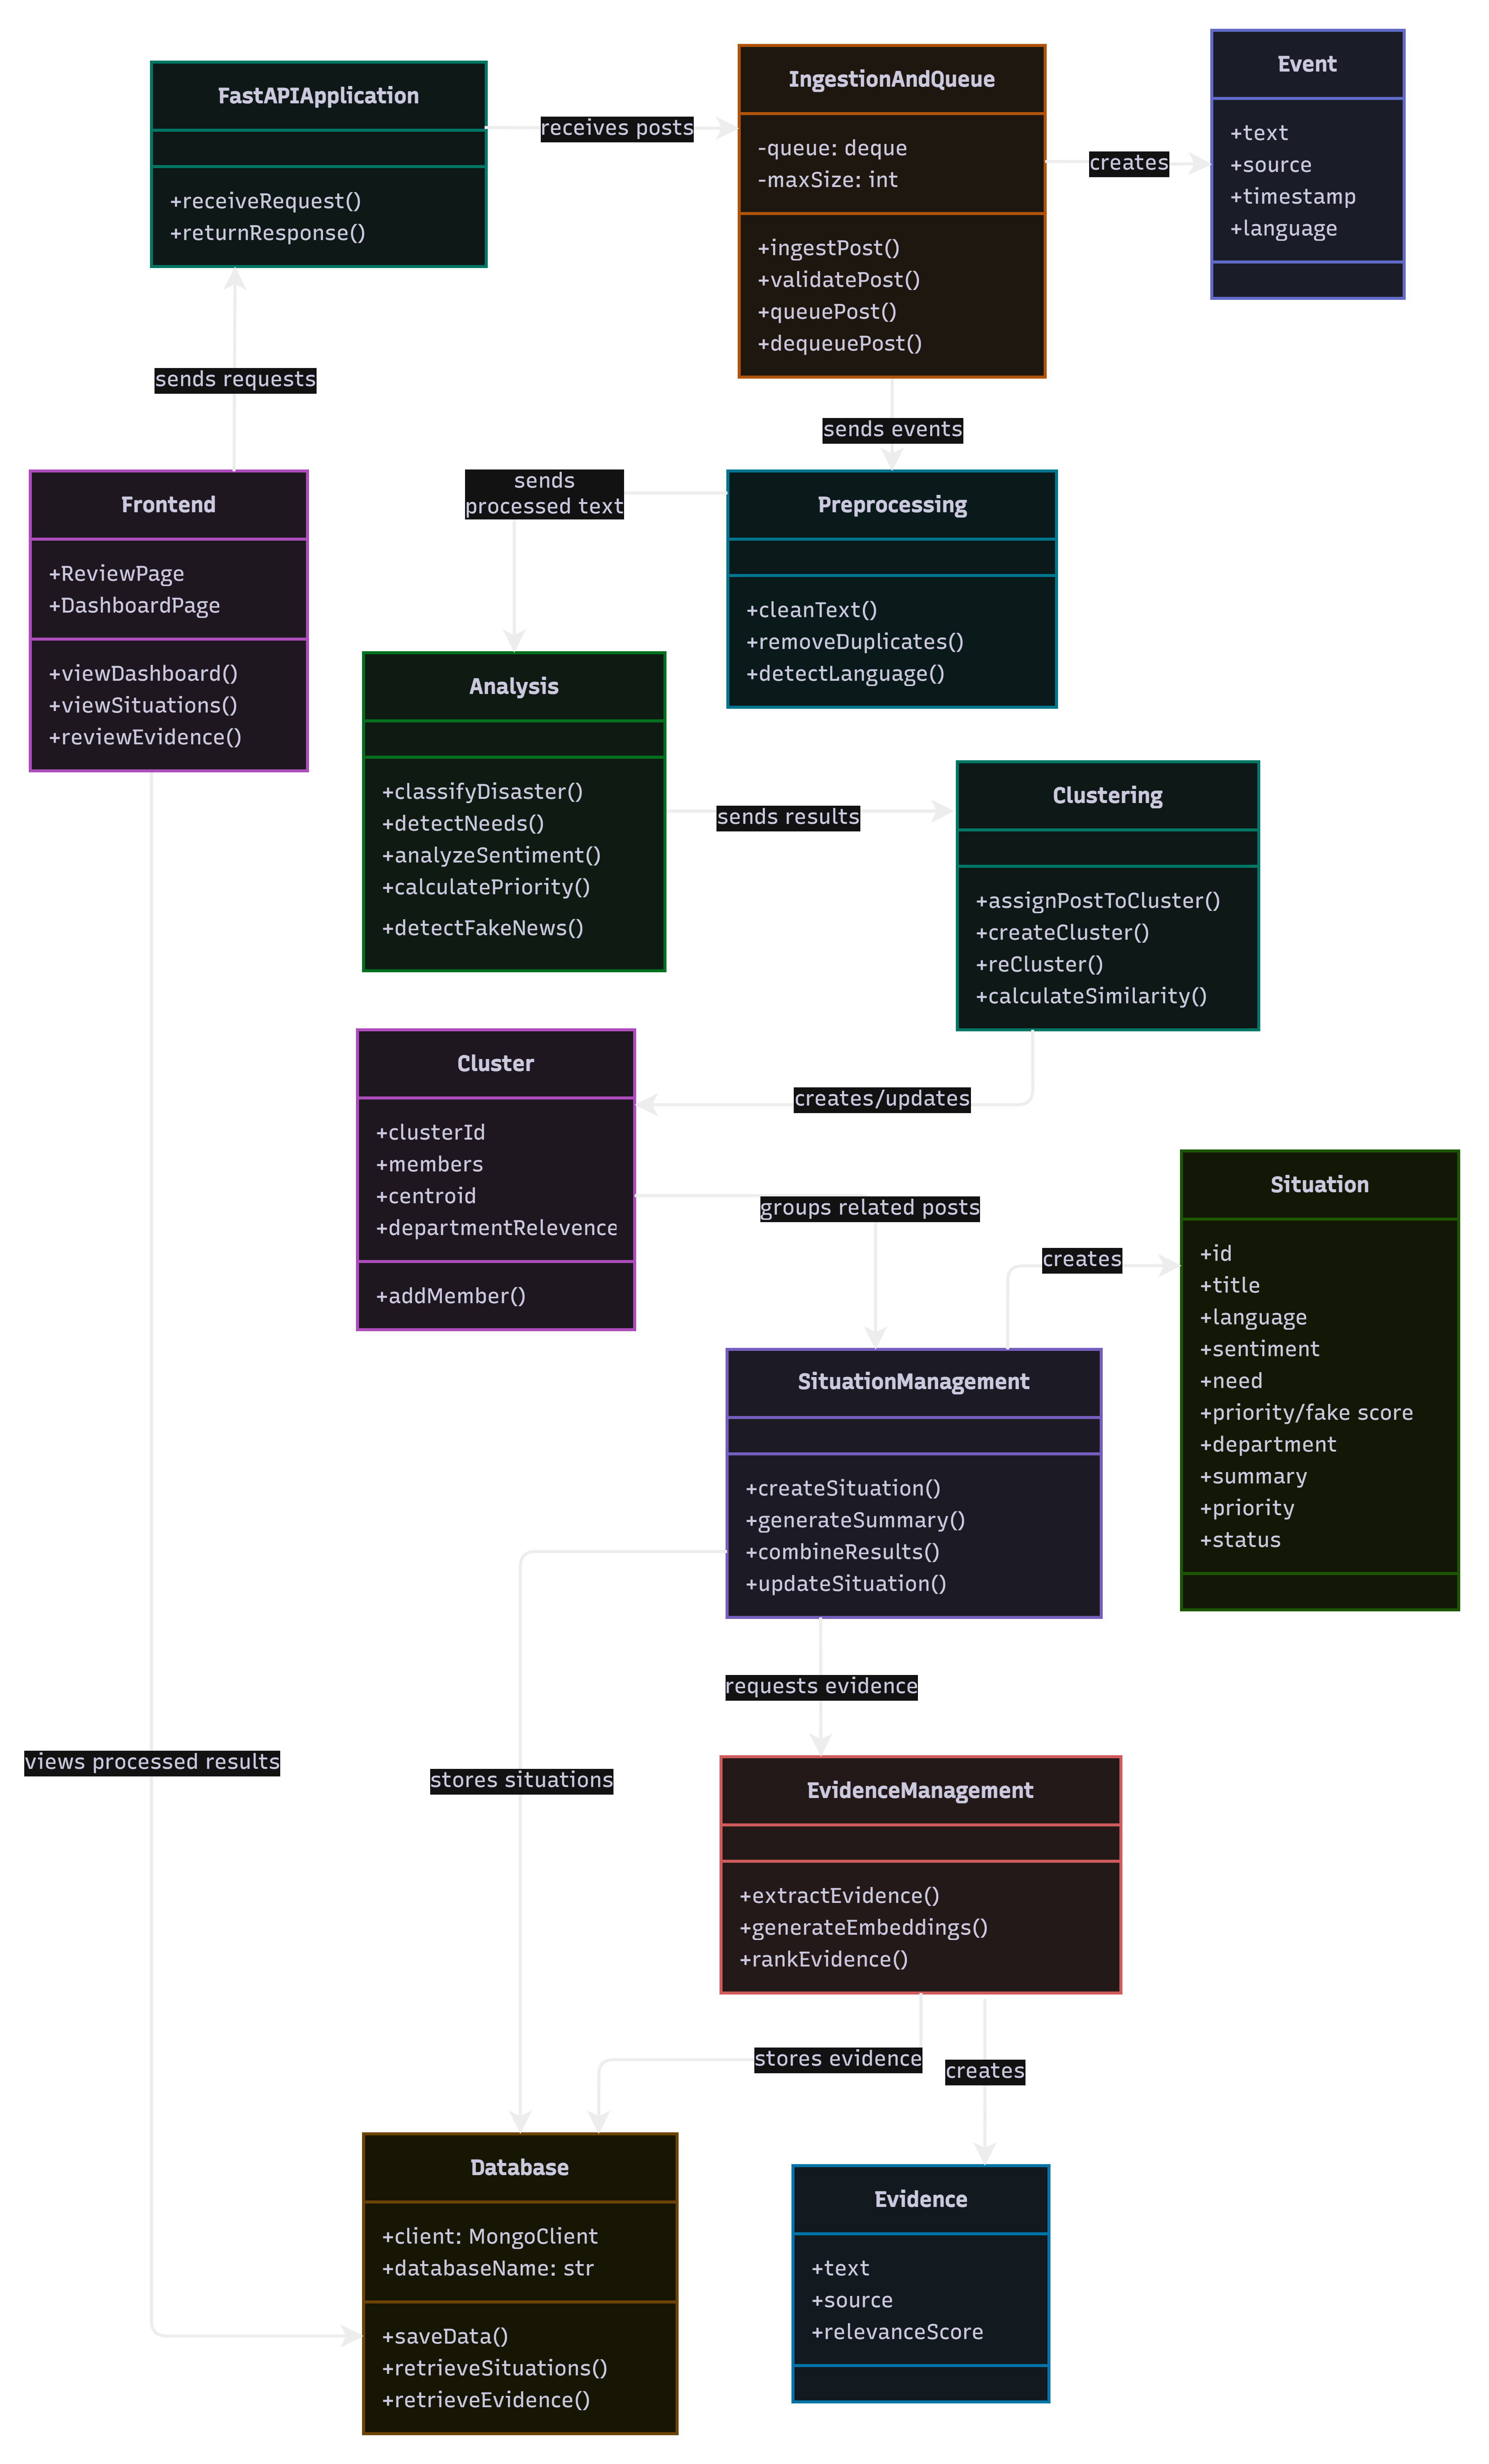 FastAPIApplication
+receiveRequest()
+returnResponse()
receives posts
IngestionAndQueue
-queue: deque
-maxSize: int
+ingestPost()
+validatePost()
+queuePost()
+dequeuePost()
creates
Event
+text
+source
+timestamp
+language
sends requests
sends events
Frontend
+ReviewPage
+DashboardPage
+viewDashboard()
+viewSituations()
+reviewEvidence()
sends
processed text
Preprocessing
+cleanText()
+removeDuplicates()
+detectLanguage()
Analysis
+classifyDisaster()
+detectNeeds()
+analyzeSentiment()
+calculatePriority()
+detectFakeNews()
sends results
Clustering
+assignPostToCluster()
+createCluster()
+reCluster()
+calculateSimilarity()
creates/updates
Cluster
+clusterId
+members
+centroid
+departmentRelevence
+addMember()
groups related posts
creates
Situation
+id
+title
+language
+sentiment
+need
+priority/fake score
+department
+summary
+priority
+status
SituationManagement
+createSituation()
+generateSummary()
+combineResults()
+updateSituation()
requests evidence
views processed results
stores situations
EvidenceManagement
+extractEvidence()
+generateEmbeddings()
+rankEvidence()
stores evidence
creates
Database
+client: MongoClient
+databaseName: str
+saveData()
+retrieveSituations()
+retrieveEvidence()
Evidence
+text
+source
+relevanceScore